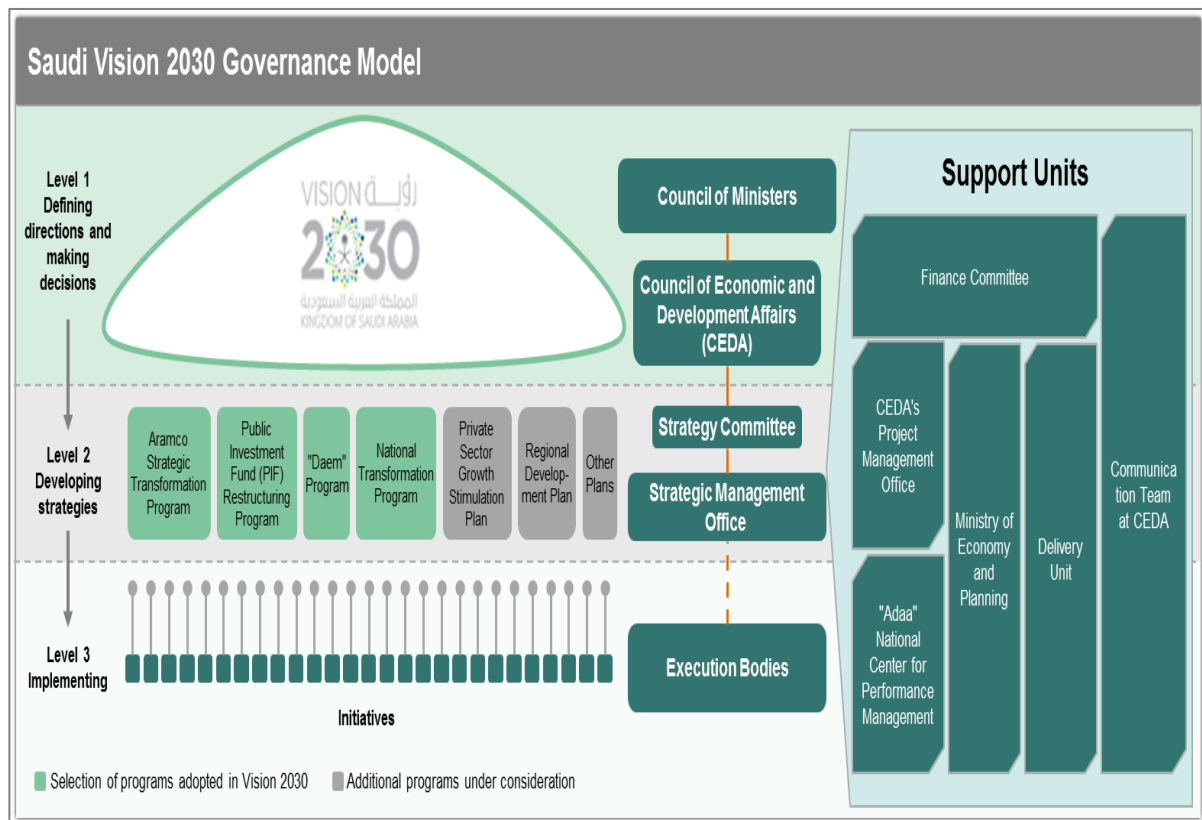 Saudi Vision 2030 Governance Model
Level 1
Defining
directions and
making
decisions
VISION رؤيـــة
2030
المملكة العربية السعودية
KINGDOM OF SAUDI ARABIA
Council of Ministers
Council of Economic and
Development Affairs
(CEDA)
Level 2
Developing
strategies
Aramco
Strategic
Transformation
Program
Public
Investment
Fund (PIF)
Restructuring
Program
"Daem"
Program
National
Transformation
Program
Private
Sector
Growth
Stimulation
Plan
Regional
Develop-
ment Plan
Other
Plans
Strategy Committee
Strategic Management
Office
Level 3
Implementing
Initiatives
Execution Bodies
Support Units
Finance Committee
CEDA's
Project
Management
Office
"Adaa"
National
Center for
Performance
Management
Ministry of
Economy
and
Planning
Delivery
Unit
Communica
tion Team
at CEDA
Selection of programs adopted in Vision 2030
Additional programs under consideration